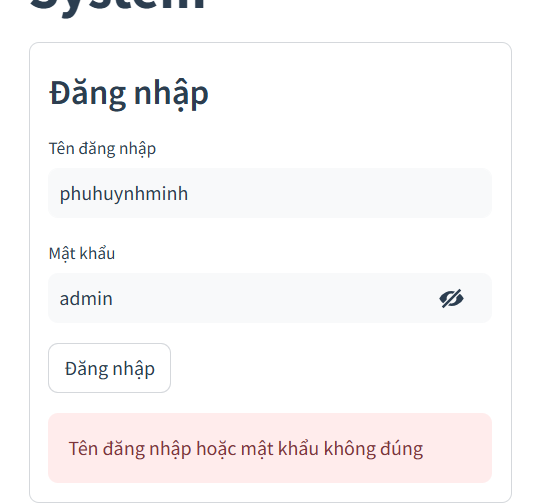 System
Đăng nhập
Tên đăng nhập
phuhuynhminh
Mật khẩu
admin
Đăng nhập
Tên đăng nhập hoặc mật khẩu không đúng